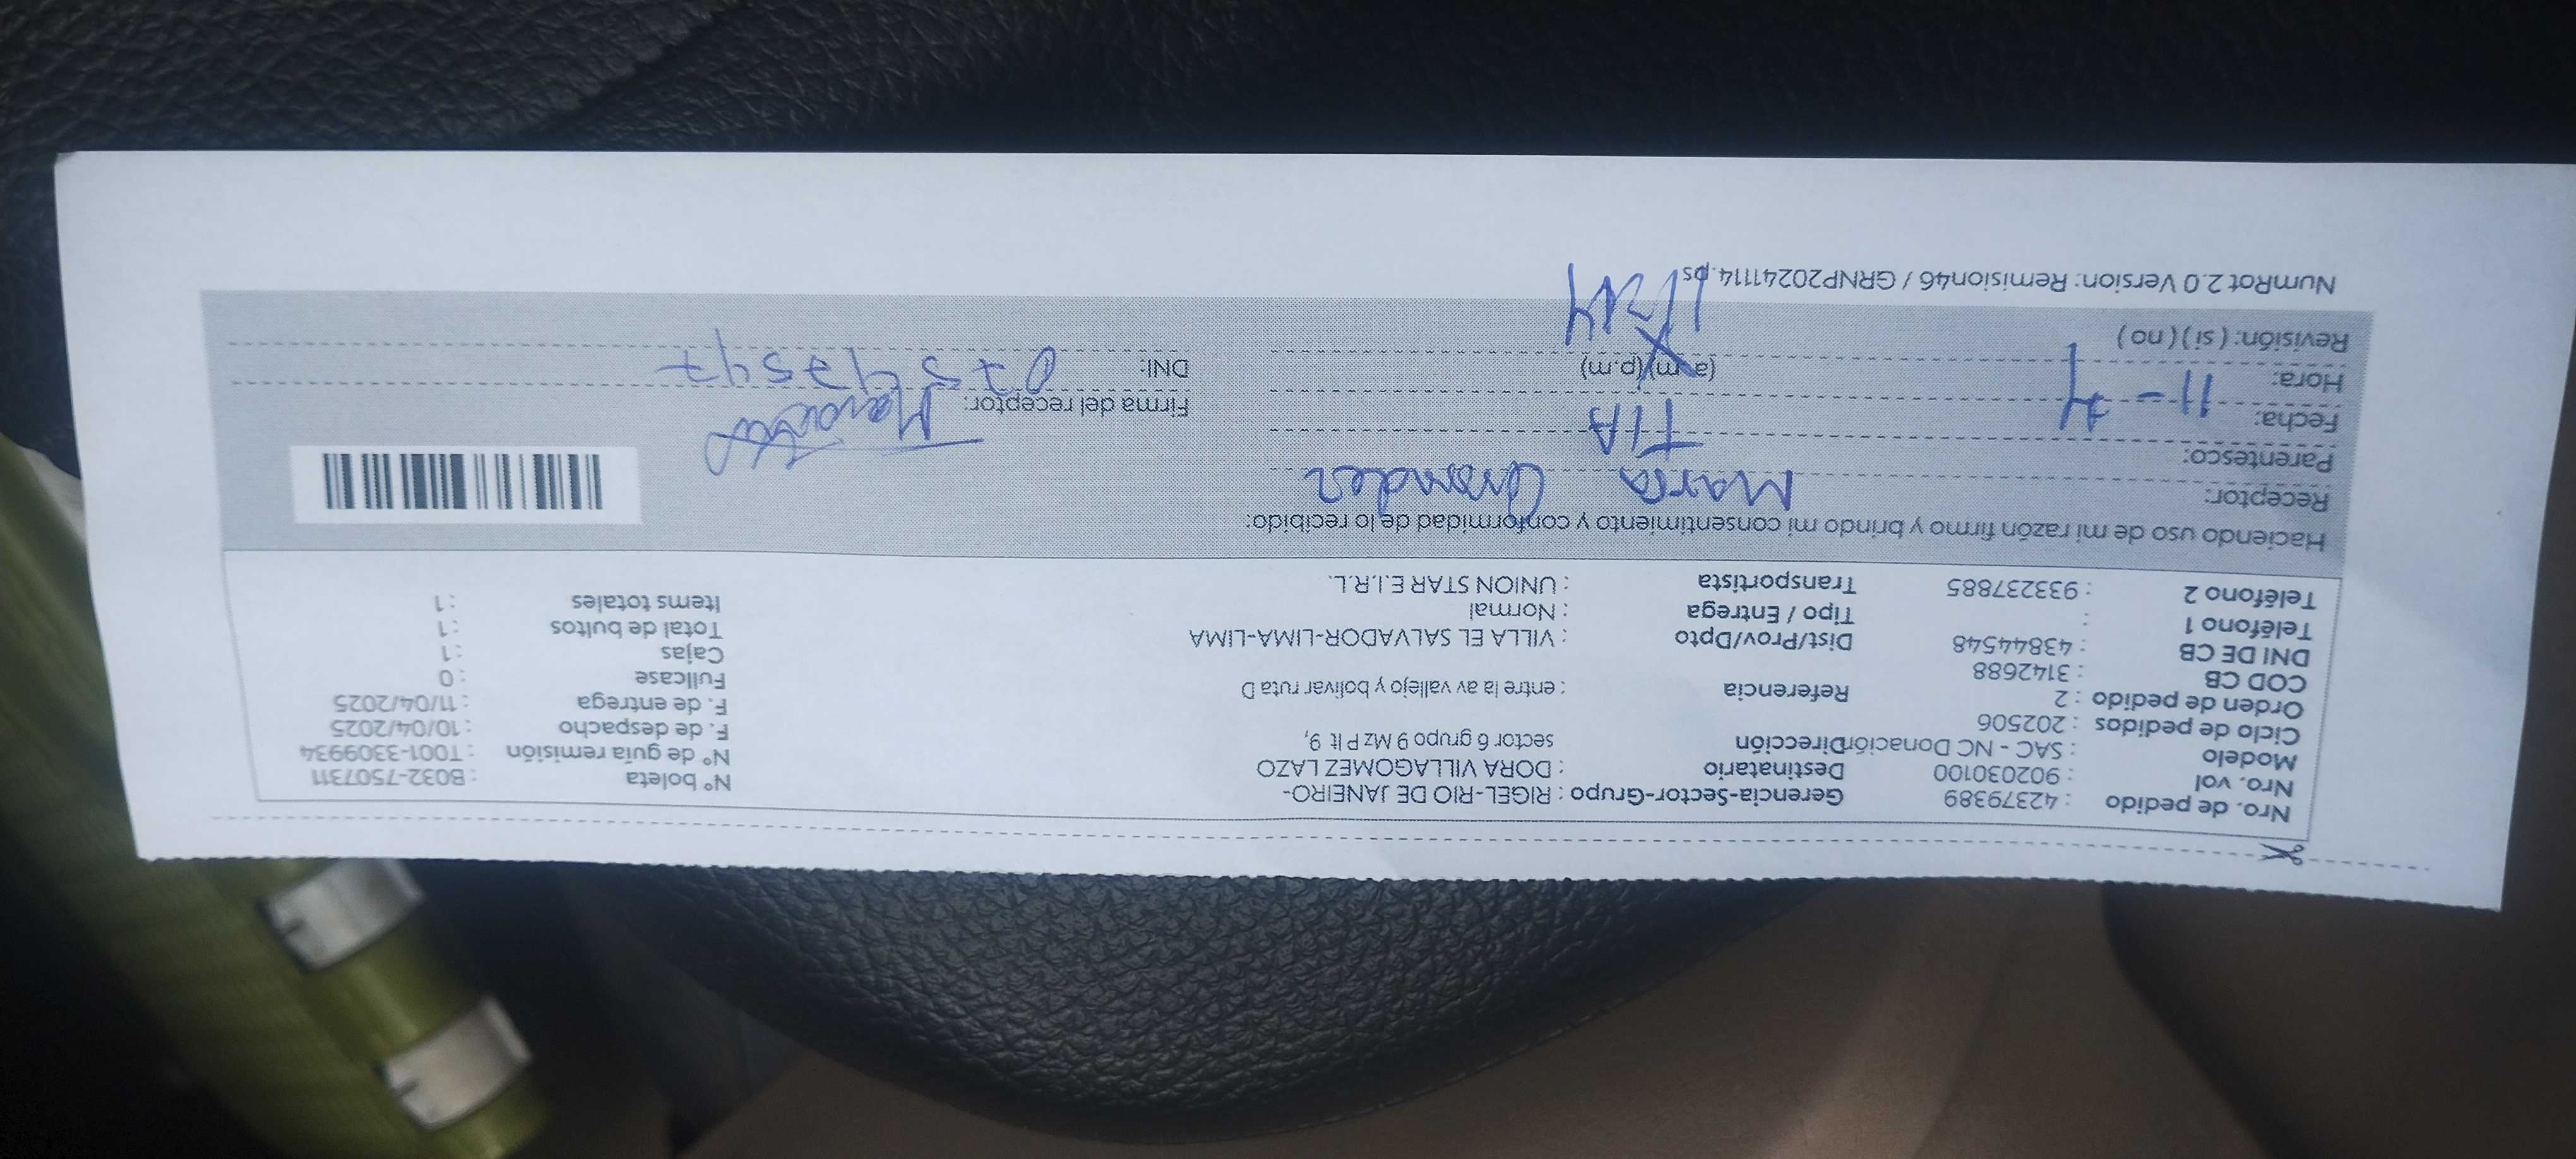 Nro. de pedido : 42379389 Gerencia-Sector-Grupo : RIGEL-RIO DE JANEIRO- Nº boleta : B032-7507311
Nro. vol : 902030100 Destinatario : DORA VILLAGOMEZ LAZO Nº de guía remisión : T001-3309934
Modelo : SAC - NC Donación Dirección sector 6 grupo 9 Mz P lt 9, F. de despacho : 10/04/2025
Ciclo de pedidos : 202506 F. de entrega : 11/04/2025
Orden de pedido : 2 Referencia : entre la av vallejo y bolivar ruta D Fullcase : 0
COD CB : 3142688 Cajas : 1
DNI DE CB : 43844548 Dist/Prov/Dpto : VILLA EL SALVADOR-LIMA-LIMA Total de bultos : 1
Teléfono 1 : Tipo / Entrega : Normal Items totales : 1
Teléfono 2 : 933237885 Transportista : UNION STAR E.I.R.L.
Haciendo uso de mi razón firmo y brindo mi consentimiento y conformidad de lo recibido:
Receptor: Maria
Parentesco: TIA
Fecha: 11-4 Firma del receptor:
Hora: (a.m)(p.m) DNI:
Revisión: ( si ) ( no )
NumRot 2.0 Version: Remision46 / GRNP20241114.ps